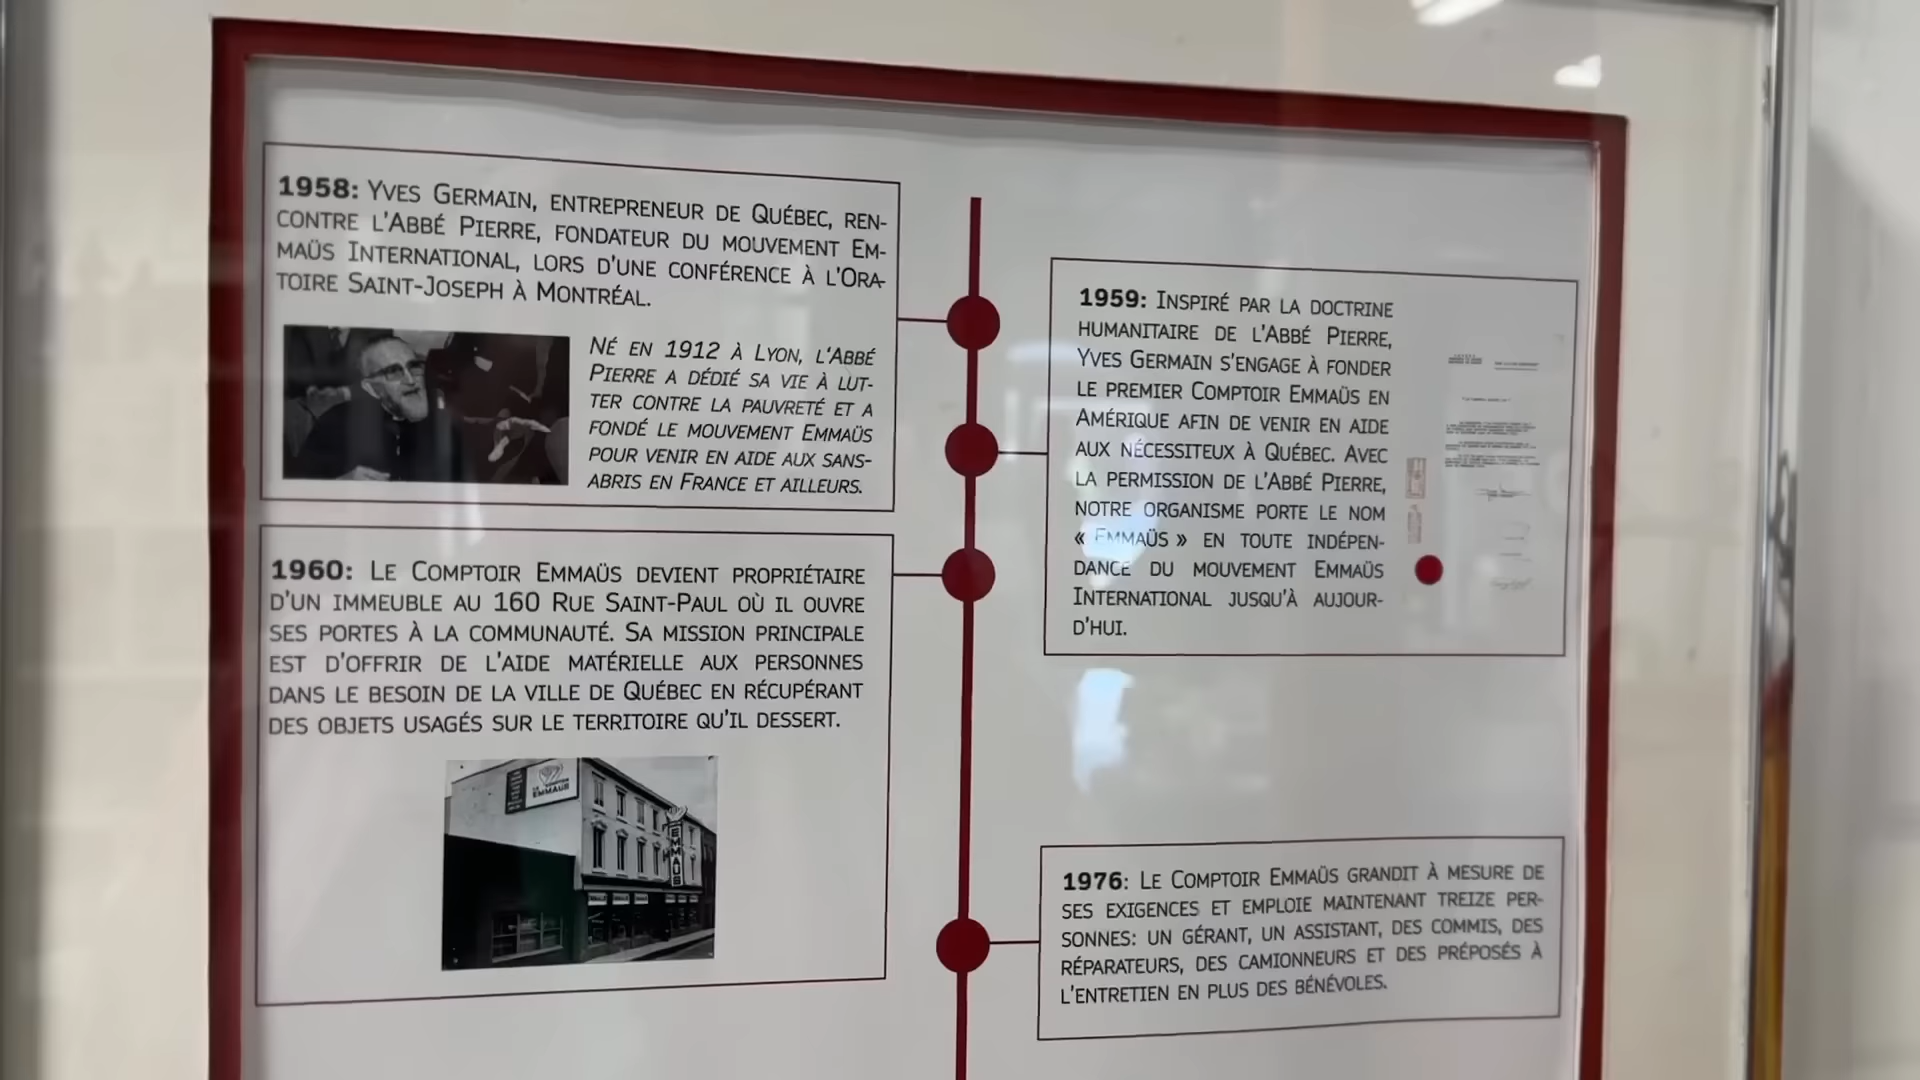 1958: Yves Germain, entrepreneur de Québec, ren-
contre l'Abbé Pierre, fondateur du mouvement Em-
maüs International, lors d'une conférence à l'Ora-
toire Saint-Joseph à Montréal.
Né en 1912 à Lyon, l'Abbé
Pierre a dédié sa vie à lut-
ter contre la pauvreté et a
fondé le mouvement Emmaüs
pour venir en aide aux sans-
abris en France et ailleurs.
1959: Inspiré par la doctrine
humanitaire de l'Abbé Pierre,
Yves Germain s'engage à fonder
le premier Comptoir Emmaüs en
Amérique afin de venir en aide
aux nécessiteux à Québec. Avec
la permission de l'Abbé Pierre,
notre organisme porte le nom
« Emmaüs » en toute indépen-
dance du mouvement Emmaüs
International jusqu'à aujour-
d'hui.
1960: Le Comptoir Emmaüs devient propriétaire
d'un immeuble au 160 Rue Saint-Paul où il ouvre
ses portes à la communauté. Sa mission principale
est d'offrir de l'aide matérielle aux personnes
dans le besoin de la ville de Québec en récupérant
des objets usagés sur le territoire qu'il dessert.
EMMAUS
EMMAUS
1976: Le Comptoir Emmaüs grandit à mesure de
ses exigences et emploie maintenant treize per-
sonnes: un gérant, un assistant, des commis, des
réparateurs, des camionneurs et des préposés à
l'entretien en plus des bénévoles.